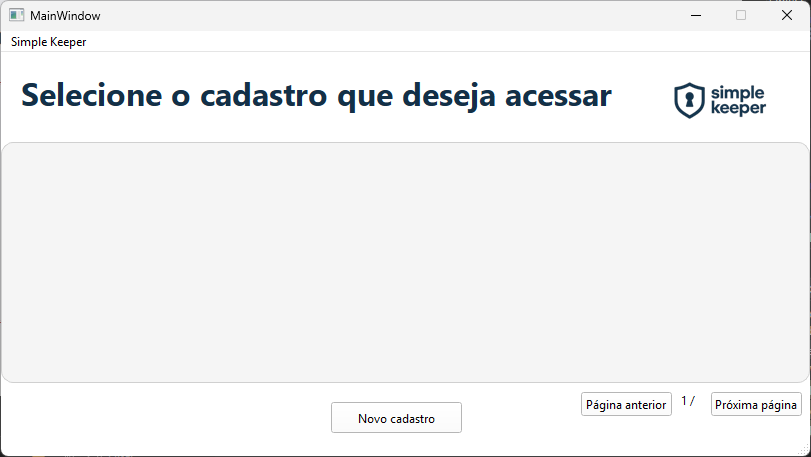 MainWindow
Simple Keeper
Selecione o cadastro que deseja acessar
simple
keeper
Página anterior
1 /
Próxima página
Novo cadastro